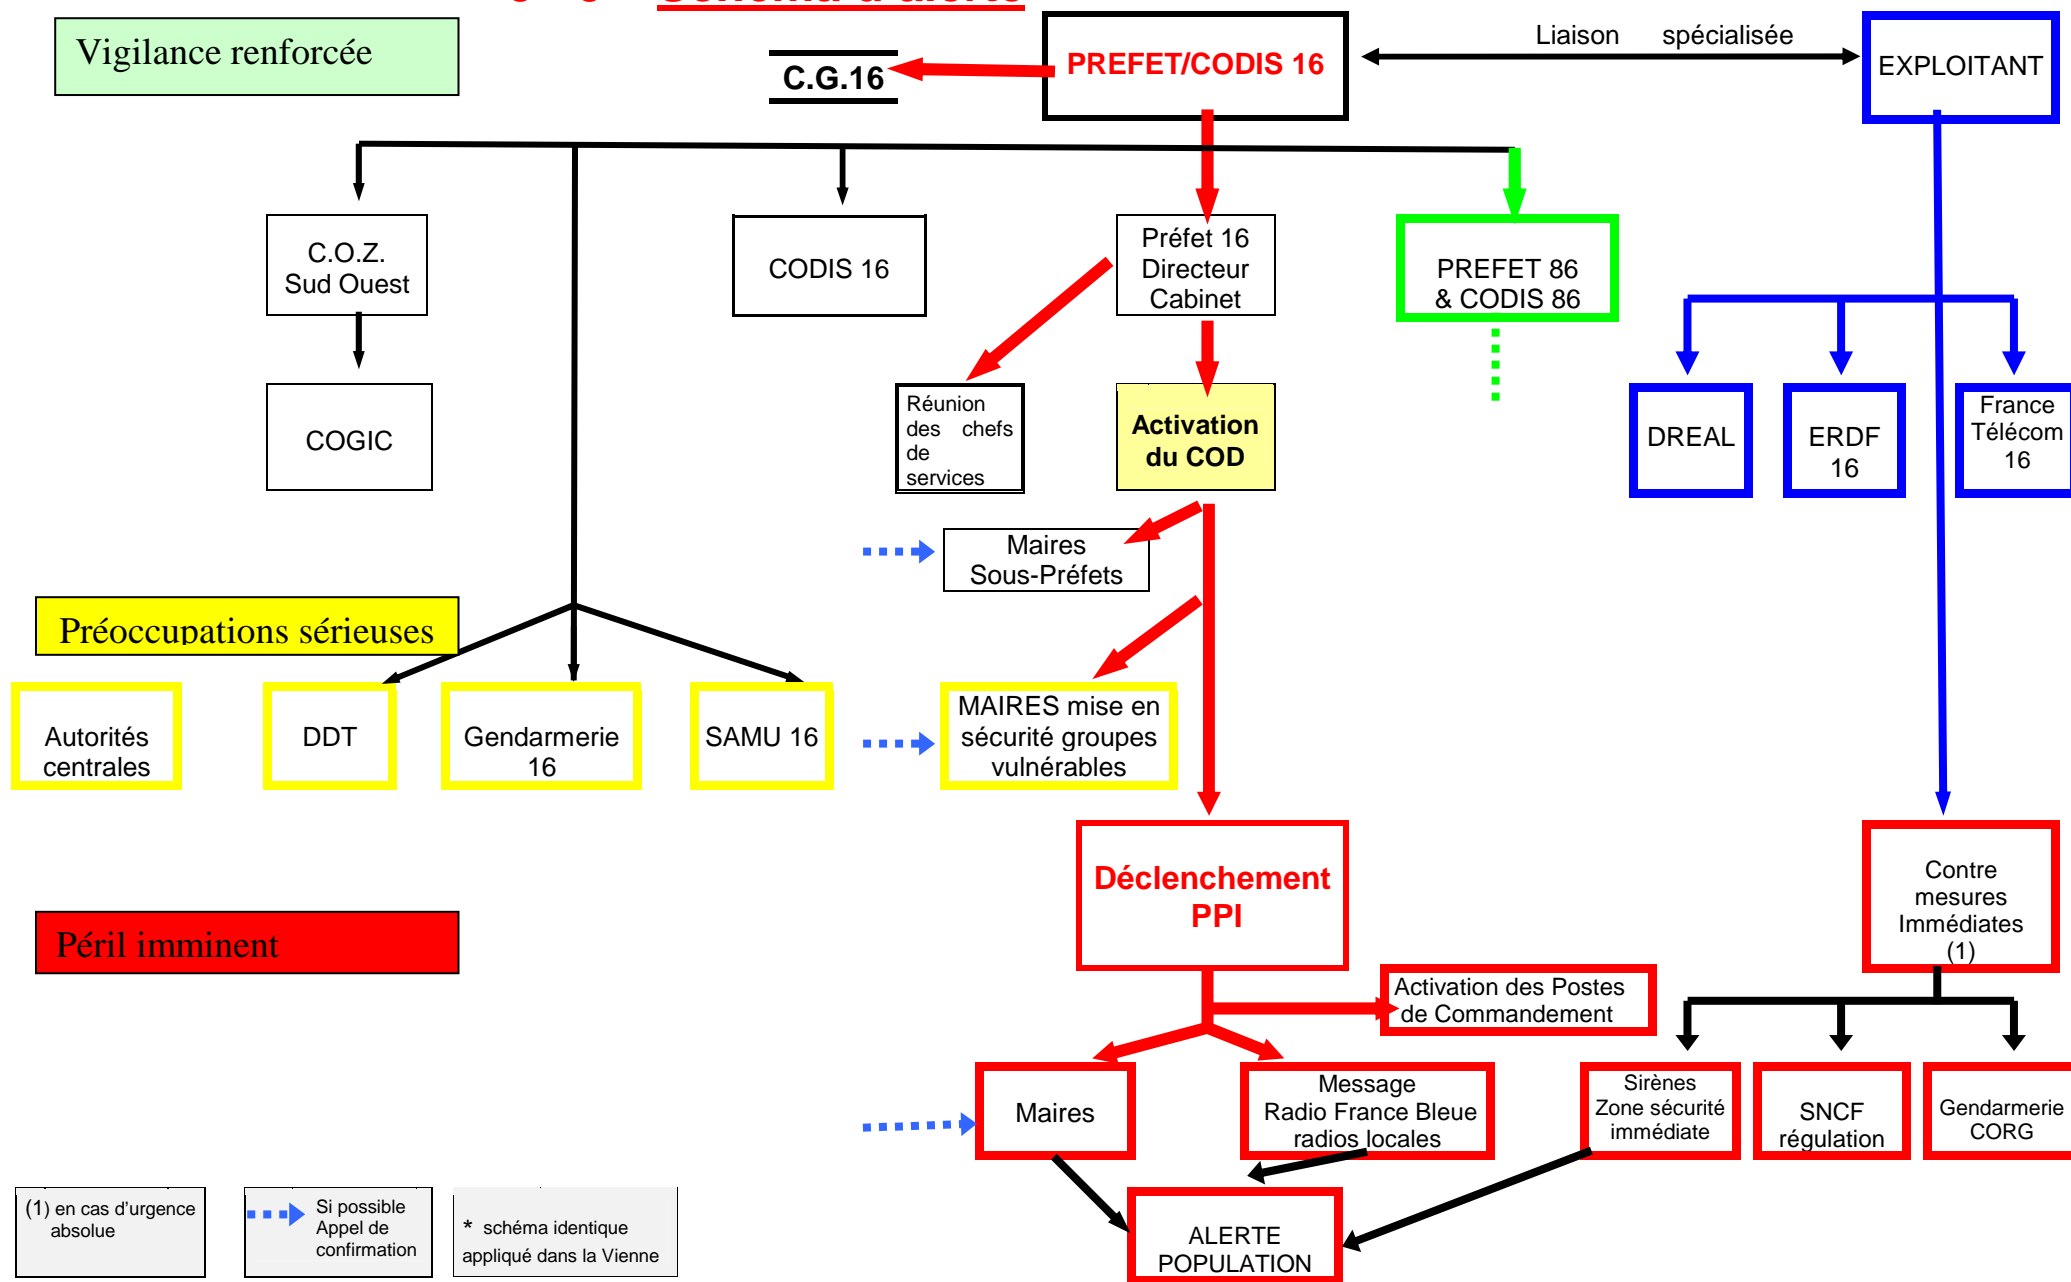 Schéma d'alerte
Vigilance renforcée
C.G.16
PREFET/CODIS 16
Liaison spécialisée
EXPLOITANT
C.O.Z.
Sud Ouest
CODIS 16
Préfet 16
Directeur
Cabinet
PREFET 86
& CODIS 86
COGIC
Réunion
des chefs
de
services
Activation
du COD
DREAL
ERDF
16
France
Télécom
16
Maires
Sous-Préfets
Préoccupations sérieuses
Autorités
centrales
DDT
Gendarmerie
16
SAMU 16
MAIRES mise en
sécurité groupes
vulnérables
Déclenchement
PPI
Contre
mesures
Immédiates
(1)
Péril imminent
Activation des Postes
de Commandement
Maires
Message
Radio France Bleue
radios locales
Sirènes
Zone sécurité
immédiate
SNCF
régulation
Gendarmerie
CORG
ALERTE
POPULATION
(1) en cas d'urgence
absolue
Si possible
Appel de
confirmation
* schéma identique
appliqué dans la Vienne